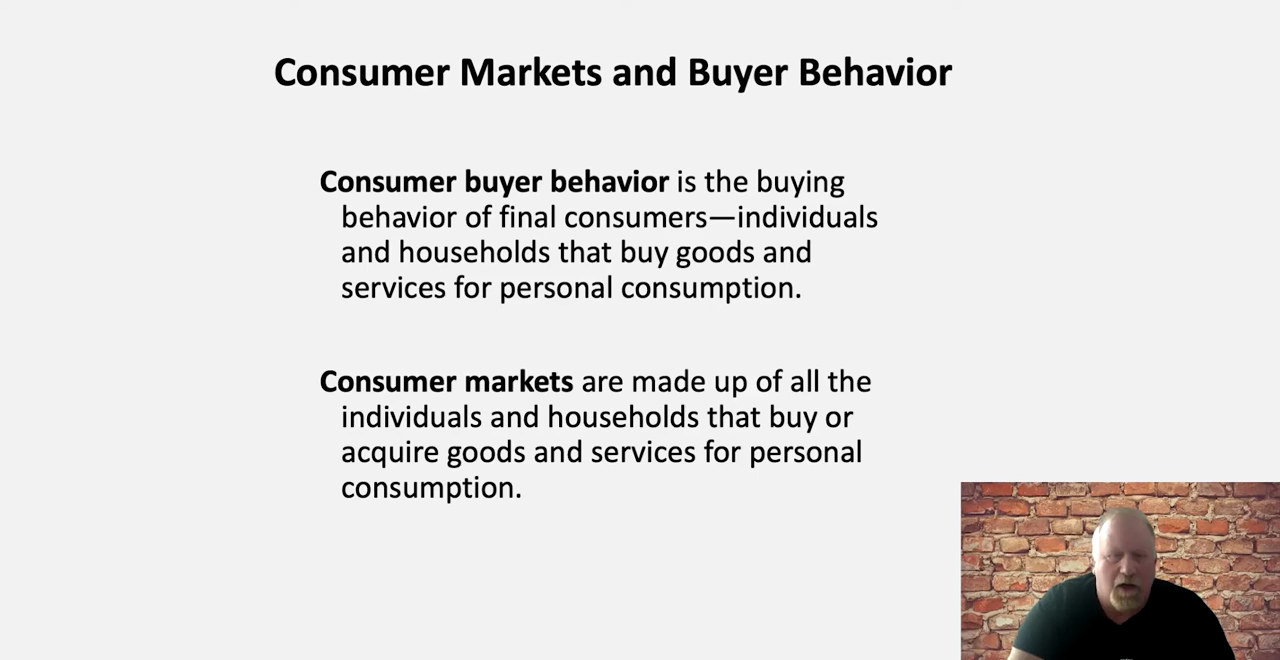 Consumer Markets and Buyer Behavior
Consumer buyer behavior is the buying
behavior of final consumers—individuals
and households that buy goods and
services for personal consumption.
Consumer markets are made up of all the
individuals and households that buy or
acquire goods and services for personal
consumption.